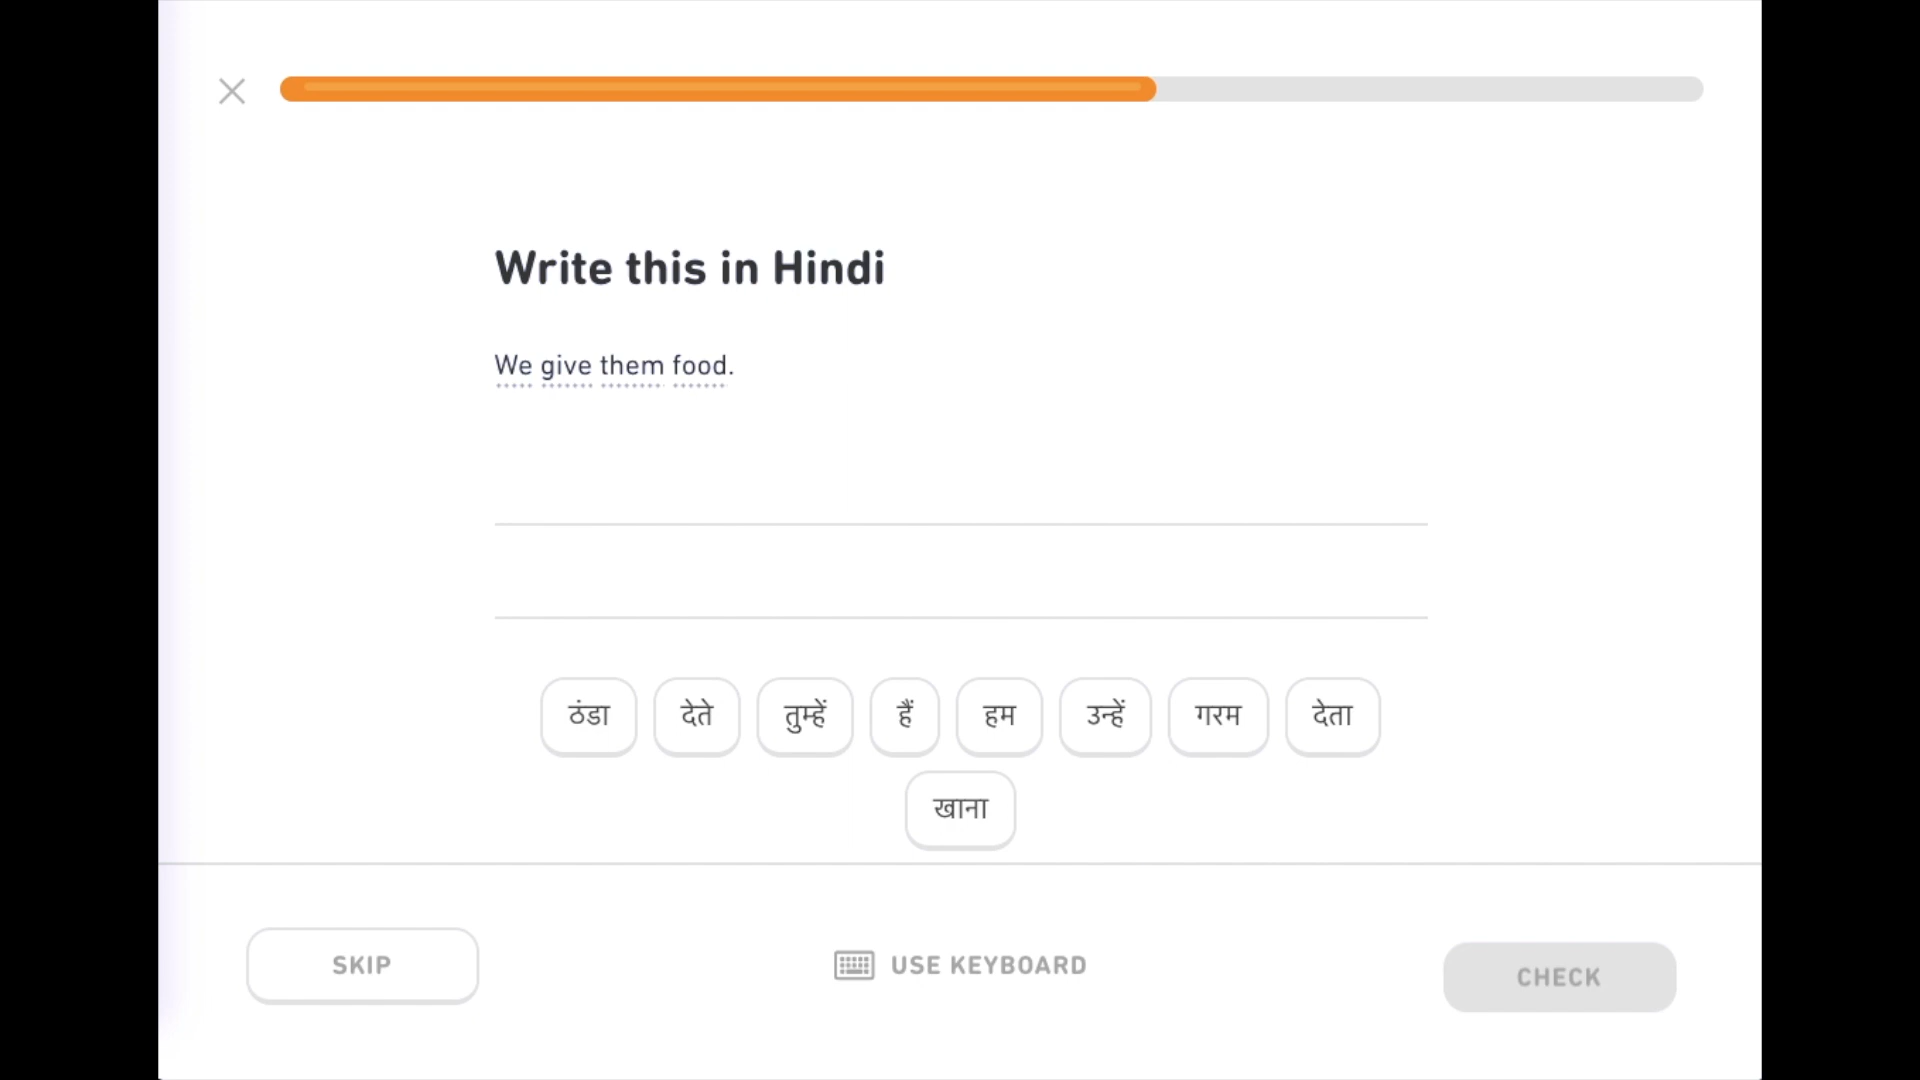 Write this in Hindi
We give them food.
ठंडा देते तुम्हें हैं हम उन्हें गरम देता
खाना
SKIP USE KEYBOARD CHECK